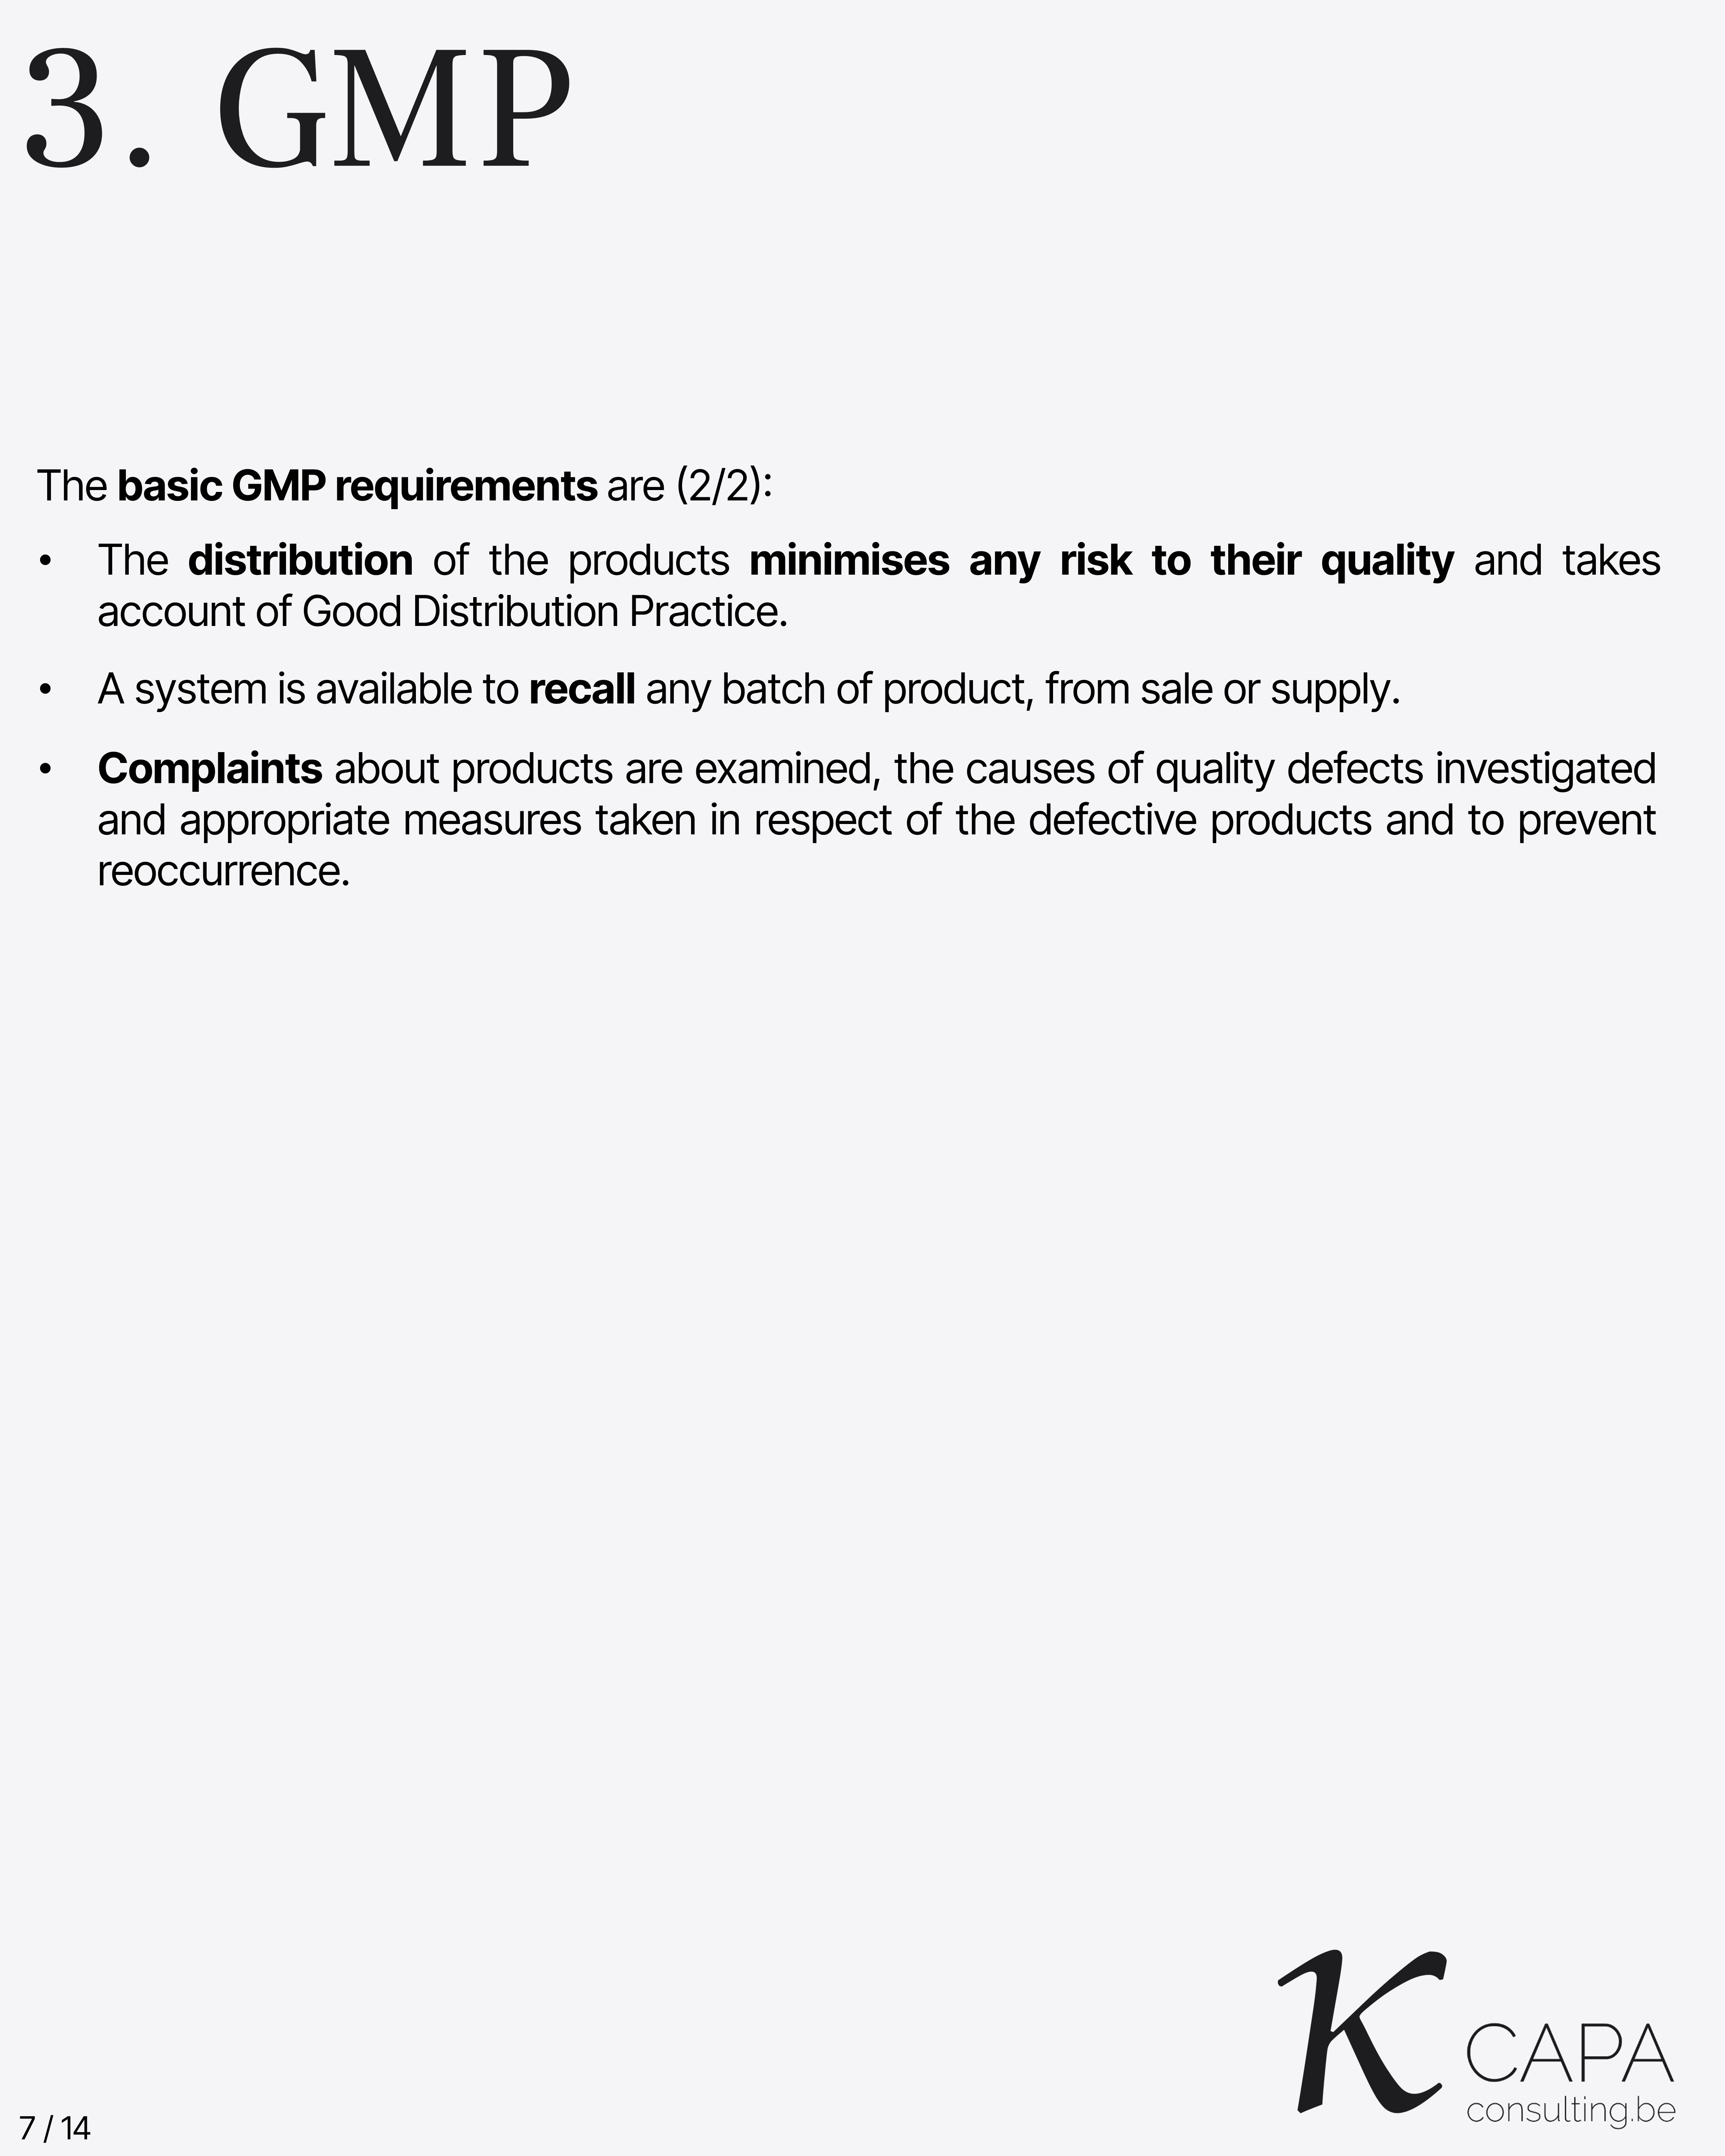 3. GMP
The basic GMP requirements are (2/2):
• The distribution of the products minimises any risk to their quality and takes
account of Good Distribution Practice.
• A system is available to recall any batch of product, from sale or supply.
• Complaints about products are examined, the causes of quality defects investigated
and appropriate measures taken in respect of the defective products and to prevent
reoccurrence.
K CAPA
consulting.be
7 / 14